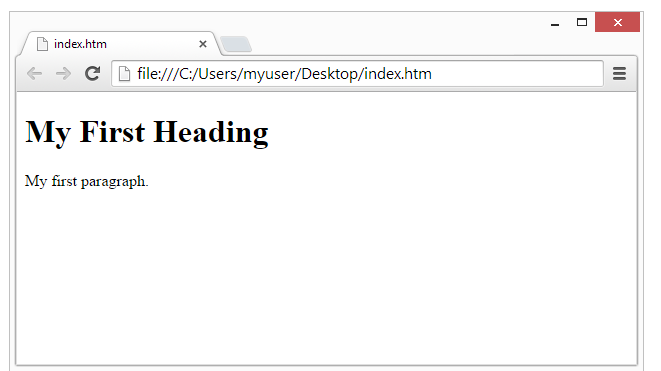 index.htm
file:///C:/Users/myuser/Desktop/index.htm
My First Heading
My first paragraph.